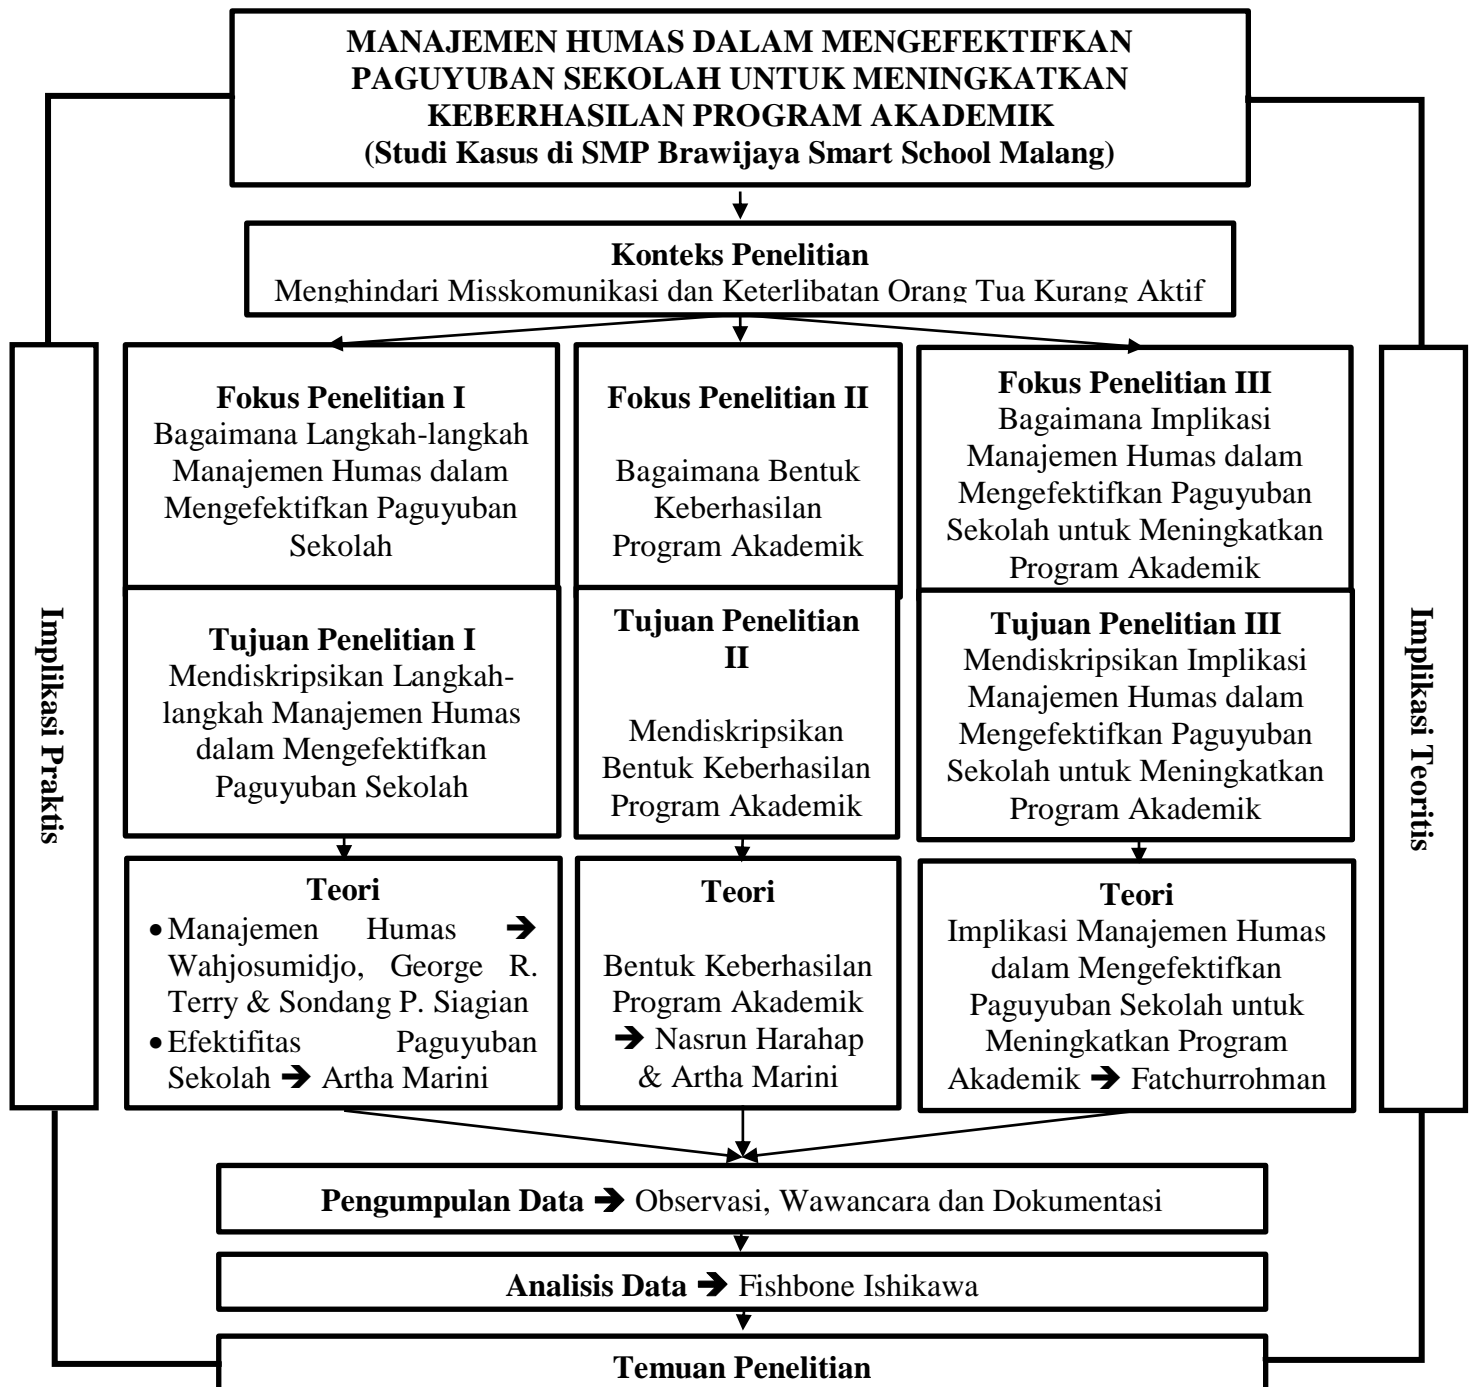 MANAJEMEN HUMAS DALAM MENGEFEKTIFKAN
PAGUYUBAN SEKOLAH UNTUK MENINGKATKAN
KEBERHASILAN PROGRAM AKADEMIK
(Studi Kasus di SMP Brawijaya Smart School Malang)
Konteks Penelitian
Menghindari Misskomunikasi dan Keterlibatan Orang Tua Kurang Aktif
Implikasi Praktis
Fokus Penelitian I
Bagaimana Langkah-langkah
Manajemen Humas dalam
Mengefektifkan Paguyuban
Sekolah
Fokus Penelitian II
Bagaimana Bentuk
Keberhasilan
Program Akademik
Fokus Penelitian III
Bagaimana Implikasi
Manajemen Humas dalam
Mengefektifkan Paguyuban
Sekolah untuk Meningkatkan
Program Akademik
Implikasi Teoritis
Tujuan Penelitian I
Mendiskripsikan Langkah-
langkah Manajemen Humas
dalam Mengefektifkan
Paguyuban Sekolah
Tujuan Penelitian
II
Mendiskripsikan
Bentuk Keberhasilan
Program Akademik
Tujuan Penelitian III
Mendiskripsikan Implikasi
Manajemen Humas dalam
Mengefektifkan Paguyuban
Sekolah untuk Meningkatkan
Program Akademik
Teori
• Manajemen Humas ➔
Wahjosumidjo, George R.
Terry & Sondang P. Siagian
• Efektifitas Paguyuban
Sekolah ➔ Artha Marini
Teori
Bentuk Keberhasilan
Program Akademik
➔ Nasrun Harahap
& Artha Marini
Teori
Implikasi Manajemen Humas
dalam Mengefektifkan
Paguyuban Sekolah untuk
Meningkatkan Program
Akademik ➔ Fatchurrohman
Pengumpulan Data ➔ Observasi, Wawancara dan Dokumentasi
Analisis Data ➔ Fishbone Ishikawa
Temuan Penelitian